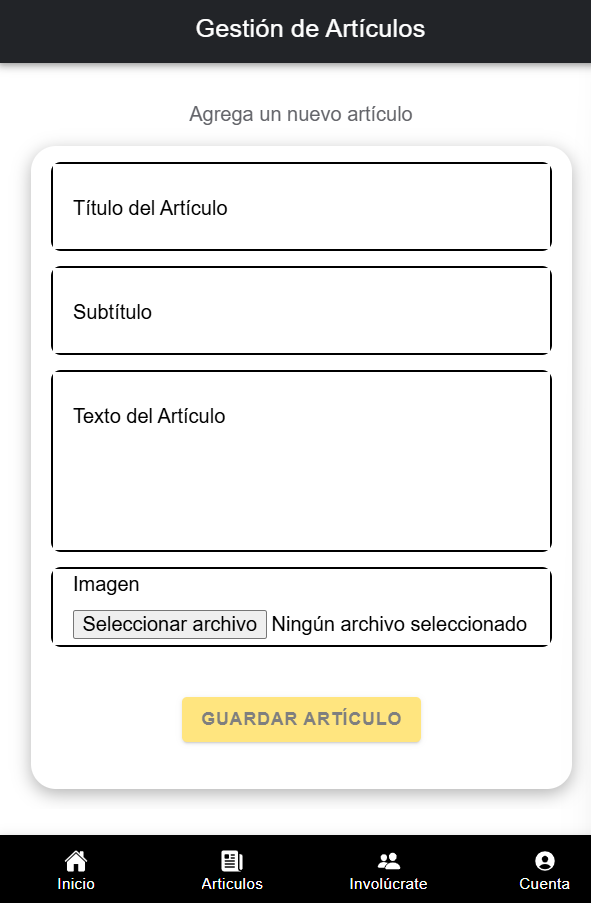 Gestión de Artículos
Agrega un nuevo artículo
Título del Artículo
Subtítulo
Texto del Artículo
Imagen
Seleccionar archivo Ningún archivo seleccionado
GUARDAR ARTÍCULO
Inicio Articulos Involúcrate Cuenta